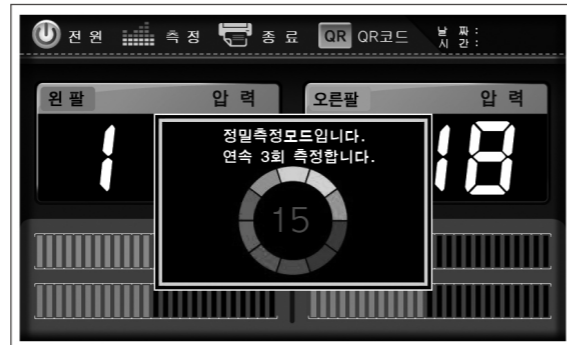 전 원 측 정 종 료 QR QR코드 날 짜 :
시 간 :
왼 팔 압 력 오른팔 압 력
정밀측정모드입니다.
연속 3회 측정합니다.
1 15 18